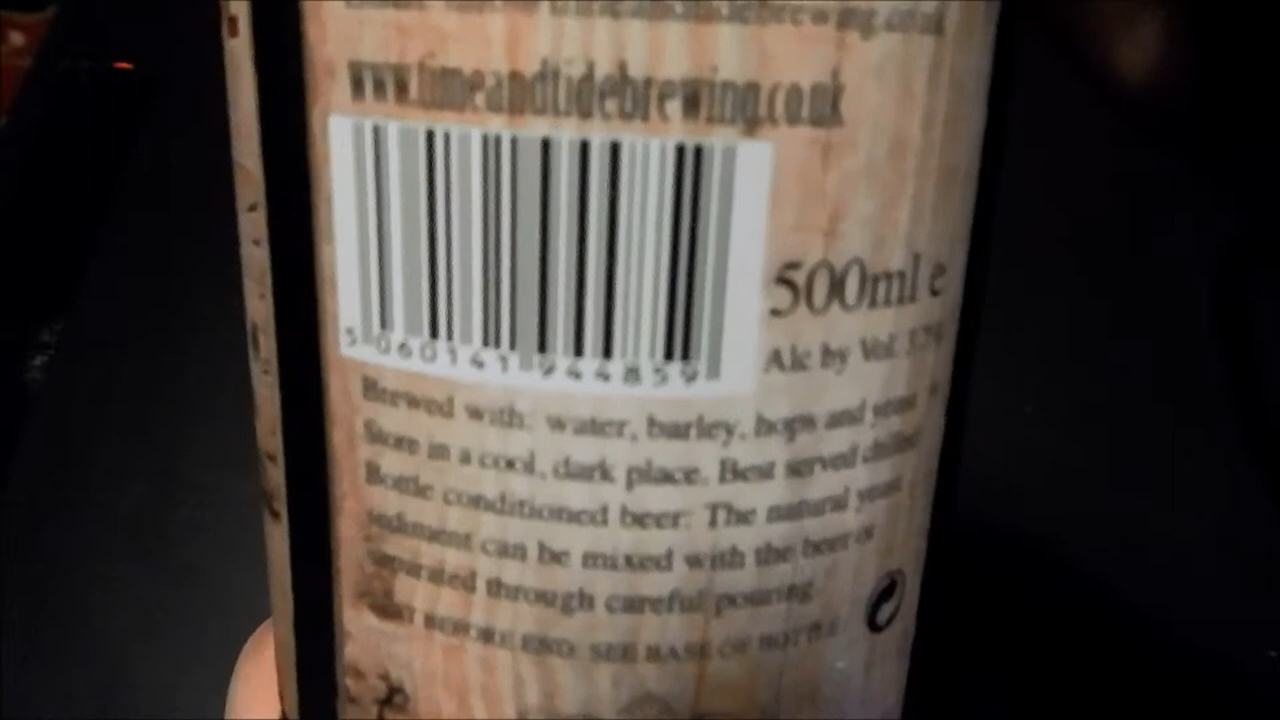 www.timeandtidebrewing.co.uk
5 060141 944859
500ml e
Alc by Vol.
Brewed with: water, barley, hops and yeast
Store in a cool, dark place. Best served chilled
Bottle conditioned beer: The natural yeast
sediment can be mixed with the beer or
separated through careful pouring
BEST BEFORE END: SEE BASE OF BOTTLE